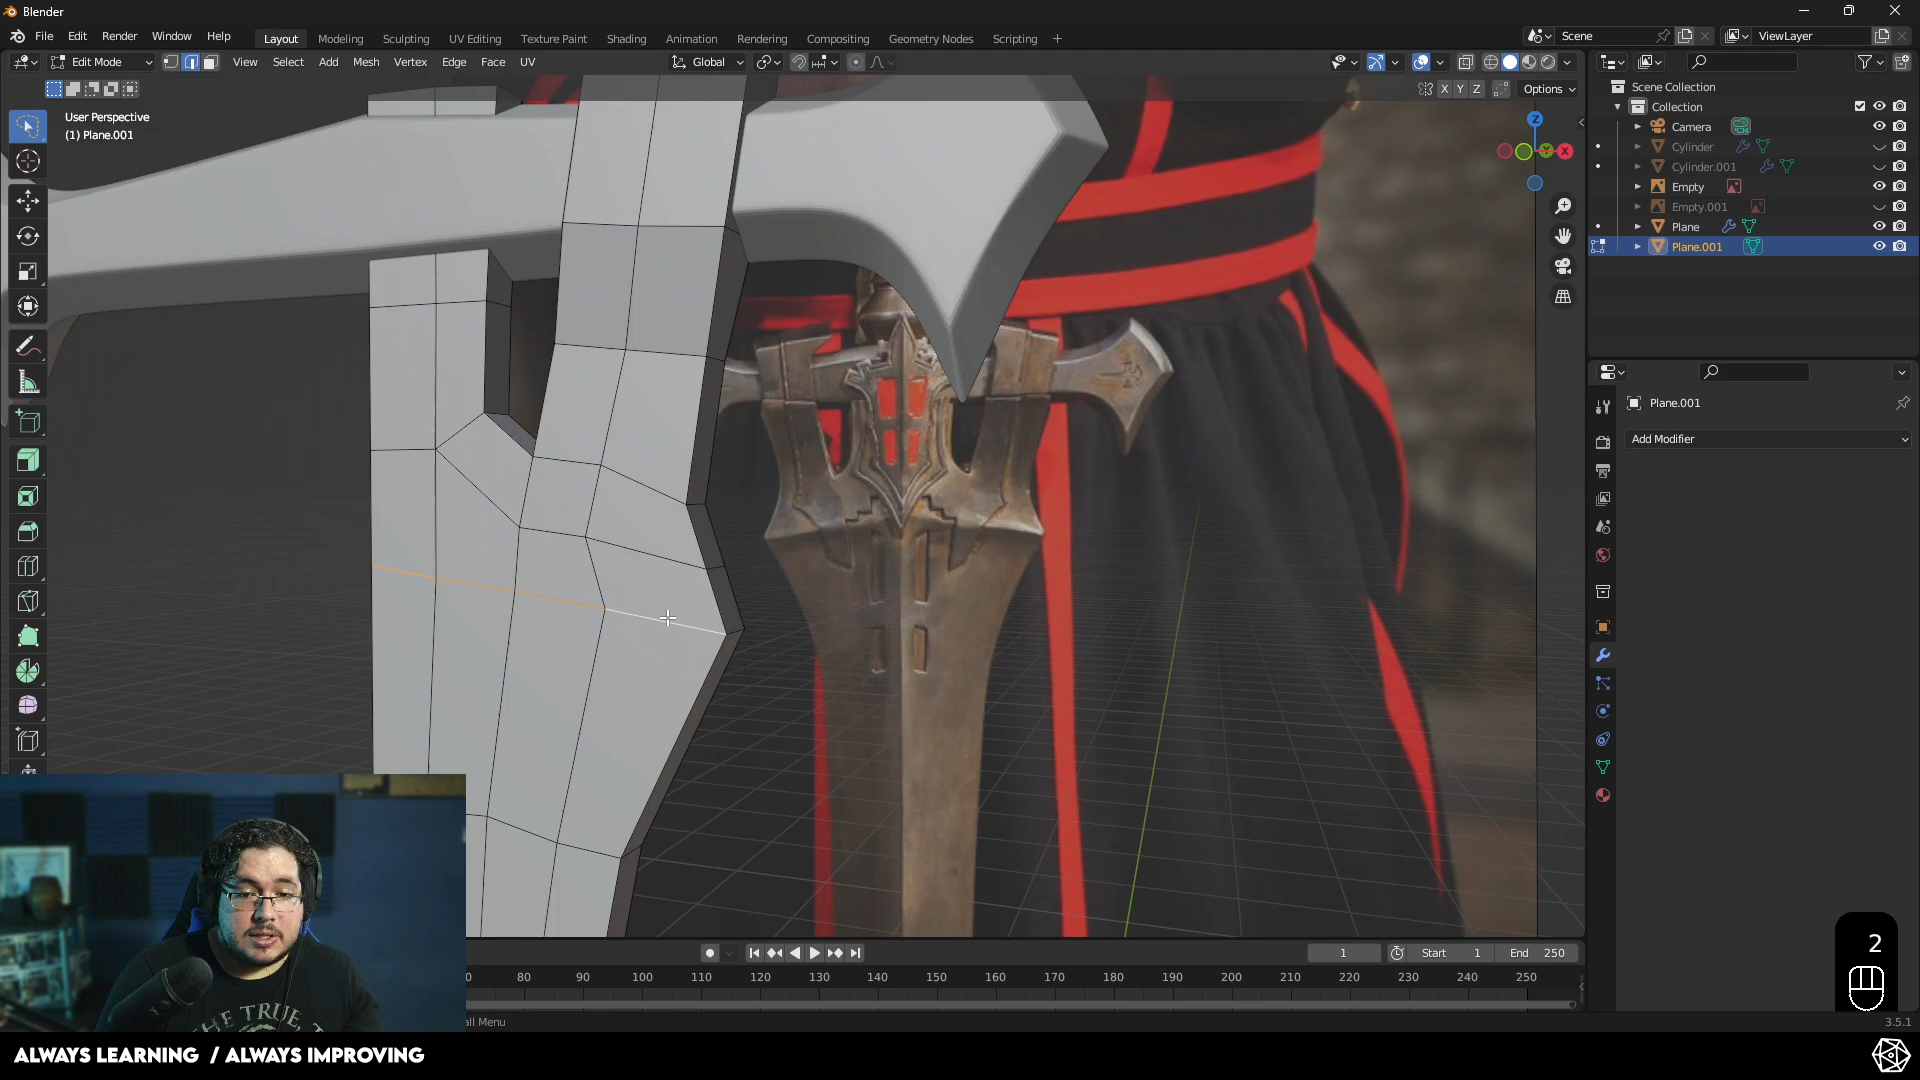 Blender
File Edit Render Window Help
Layout Modeling Sculpting UV Editing Texture Paint Shading Animation Rendering Compositing Geometry Nodes Scripting +
Scene
ViewLayer
Edit Mode
View Select Add Mesh Vertex Edge Face UV
Global
X Y Z Options
User Perspective
(1) Plane.001
Z
X
Scene Collection
Collection
Camera
Cylinder
Cylinder.001
Empty
Empty.001
Plane
Plane.001
Plane.001
Add Modifier
1 Start 1 End 250
80 90 100 110 120 130 140 150 160 170 180 190 200 210 220 230 240 250
all Menu
3.5.1
2
THE TRUE, T
ALWAYS LEARNING / ALWAYS IMPROVING